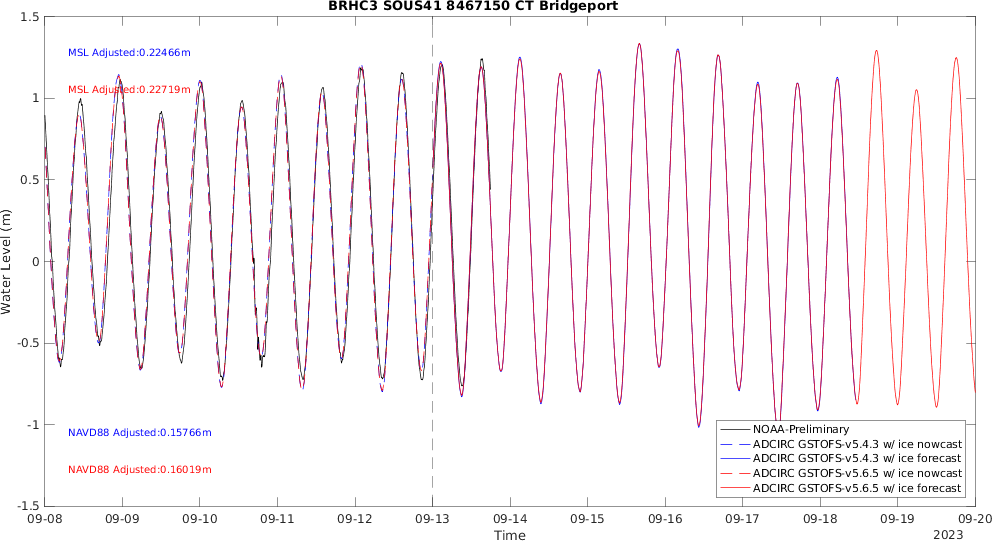 BRHC3 SOUS41 8467150 CT Bridgeport
1.5
1
0.5
0
-0.5
-1
-1.5
Water Level (m)
MSL Adjusted:0.22466m
MSL Adjusted:0.22719m
NAVD88 Adjusted:0.15766m
NAVD88 Adjusted:0.16019m
NOAA-Preliminary
ADCIRC GSTOFS-v5.4.3 w/ ice nowcast
ADCIRC GSTOFS-v5.4.3 w/ ice forecast
ADCIRC GSTOFS-v5.6.5 w/ ice nowcast
ADCIRC GSTOFS-v5.6.5 w/ ice forecast
09-08 09-09 09-10 09-11 09-12 09-13 09-14 09-15 09-16 09-17 09-18 09-19 09-20
Time
2023